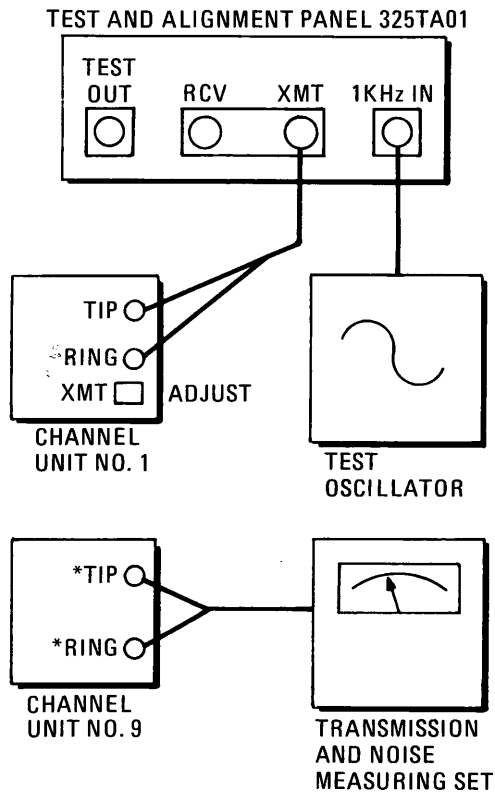 TEST AND ALIGNMENT PANEL 325TA01
TEST
OUT
RCV
XMT
1KHz IN
TIP
RING
XMT
ADJUST
CHANNEL
UNIT NO. 1
TEST
OSCILLATOR
*TIP
*RING
CHANNEL
UNIT NO. 9
TRANSMISSION
AND NOISE
MEASURING SET